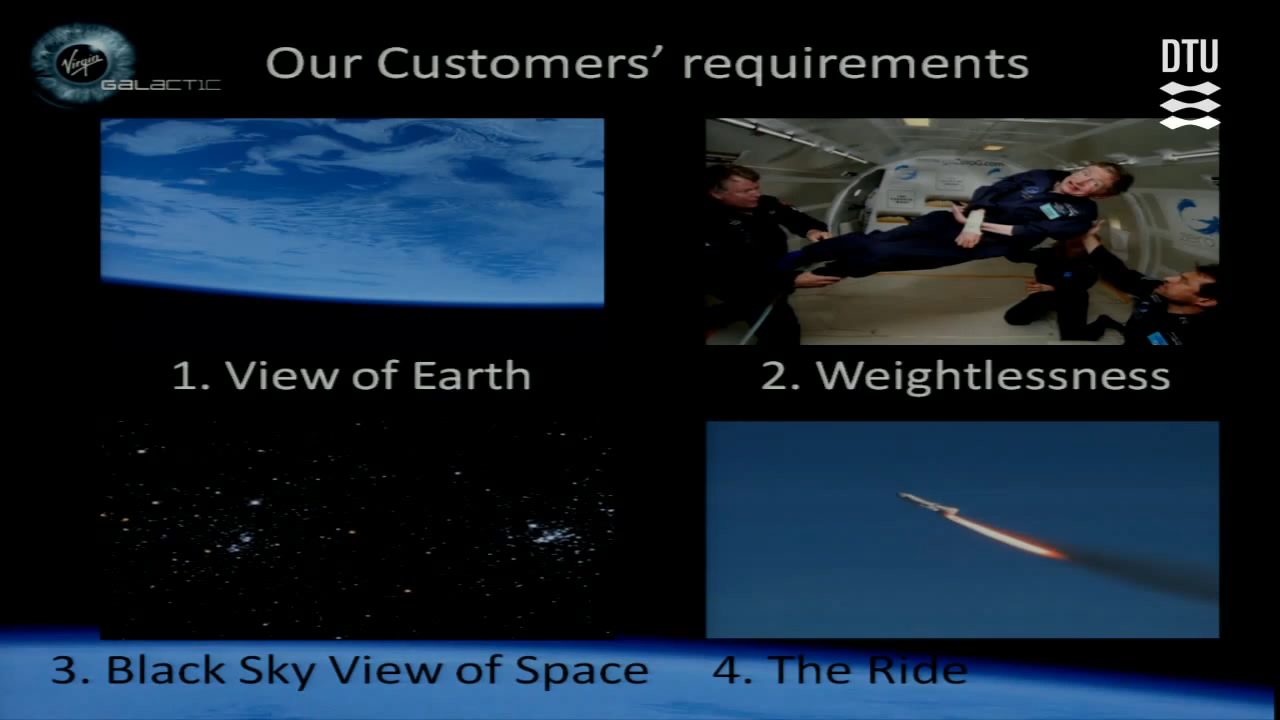 Virgin
GALACTIC
Our Customers’ requirements
DTU
1. View of Earth
2. Weightlessness
3. Black Sky View of Space
4. The Ride